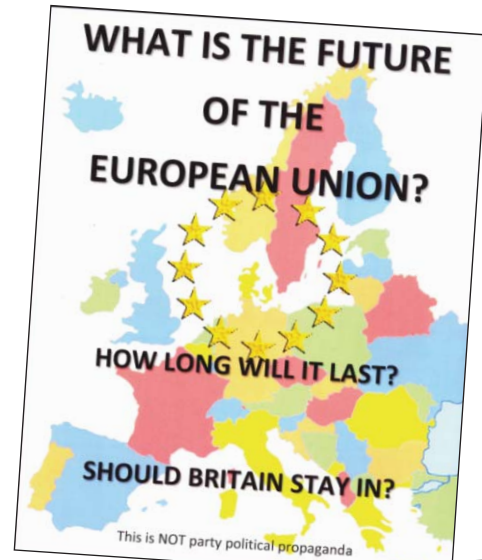 WHAT IS THE FUTURE
OF THE
EUROPEAN UNION?
HOW LONG WILL IT LAST?
SHOULD BRITAIN STAY IN?
This is NOT party political propaganda